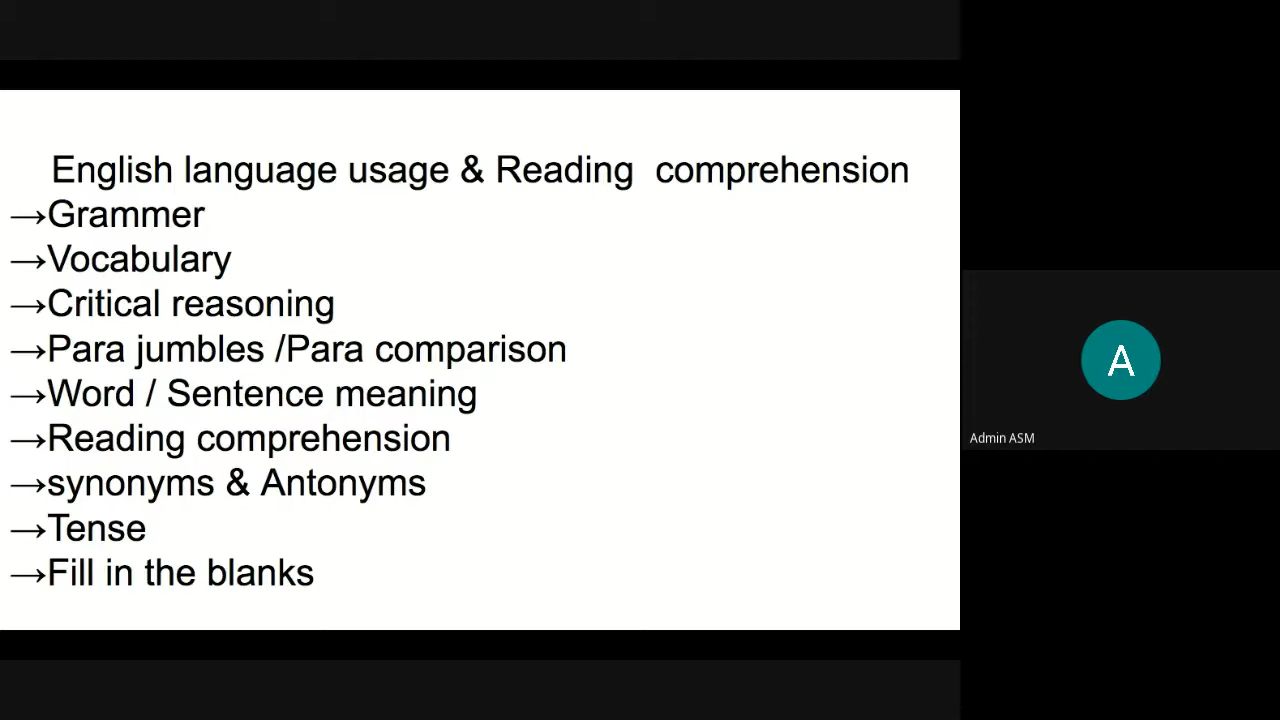 English language usage & Reading  comprehension
→Grammer
→Vocabulary
→Critical reasoning
→Para jumbles /Para comparison
→Word / Sentence meaning
→Reading comprehension
→synonyms & Antonyms
→Tense
→Fill in the blanks
A
Admin ASM